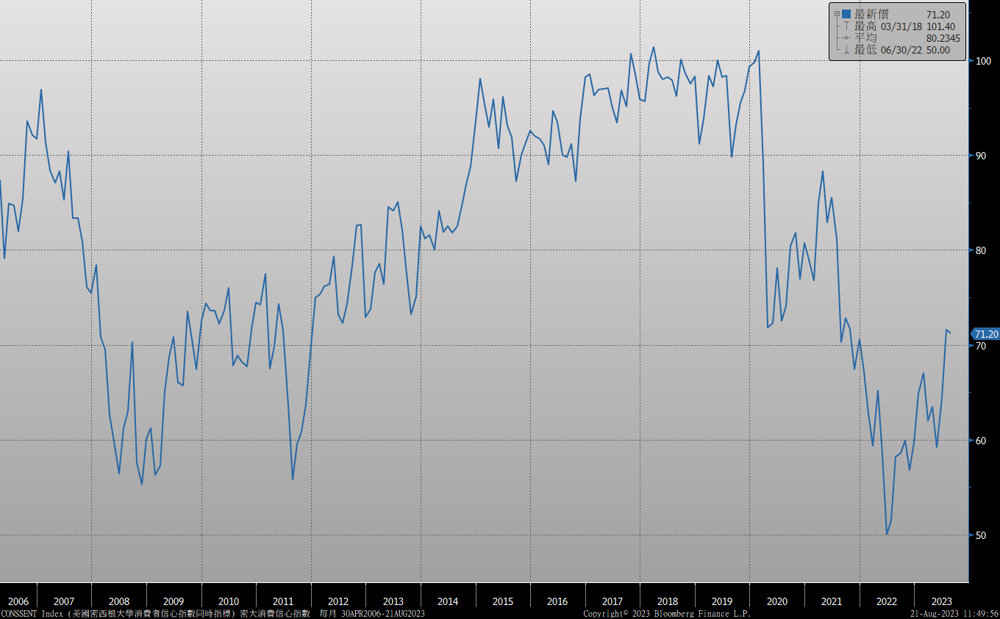 最新價 71.20
最高 03/31/18 101.40
平均 80.2345
最低 06/30/22 50.00
100
90
80
71.20
70
60
50
2006 2007 2008 2009 2010 2011 2012 2013 2014 2015 2016 2017 2018 2019 2020 2021 2022 2023
CONSSENT Index (美國密西根大學消費者信心指數同時指標) 密大消費信心指數 每月 30APR2006-21AUG2023 Copyright© 2023 Bloomberg Finance L.P. 21-Aug-2023 11:49:56